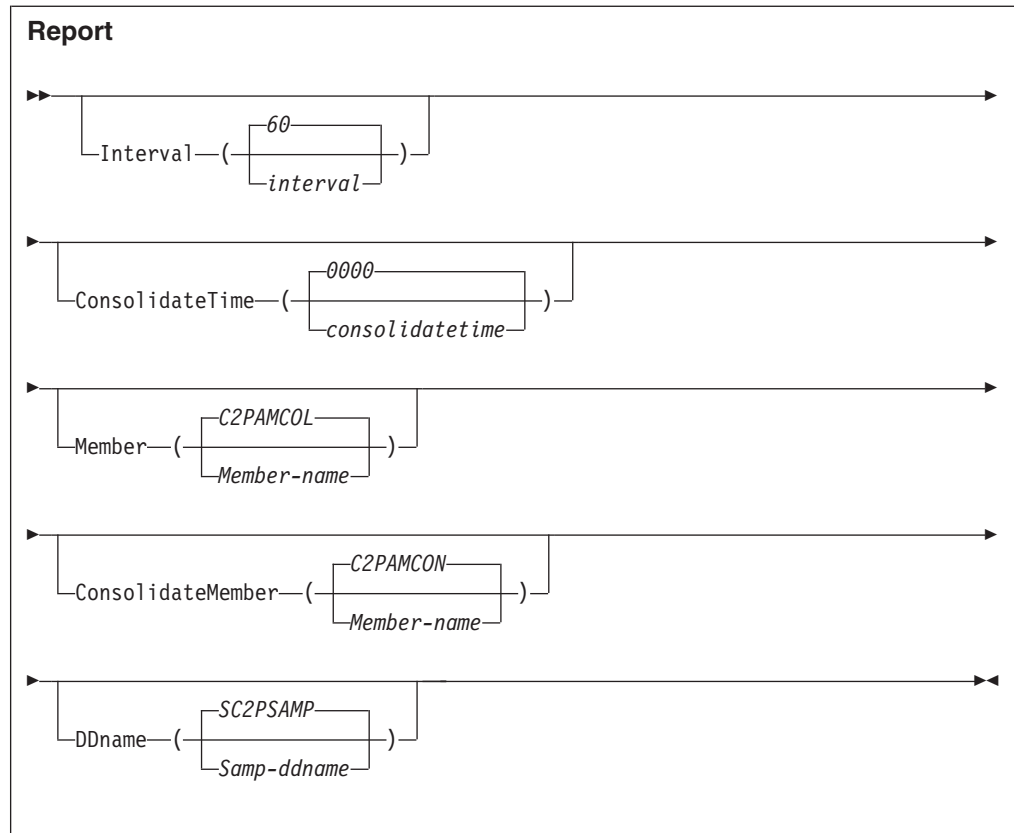 Report
60
Interval ( )
interval
0000
ConsolidateTime ( )
consolidatetime
C2PAMCOL
Member ( )
Member-name
C2PAMCON
ConsolidateMember ( )
Member-name
SC2PSAMP
DDname ( )
Samp-ddname